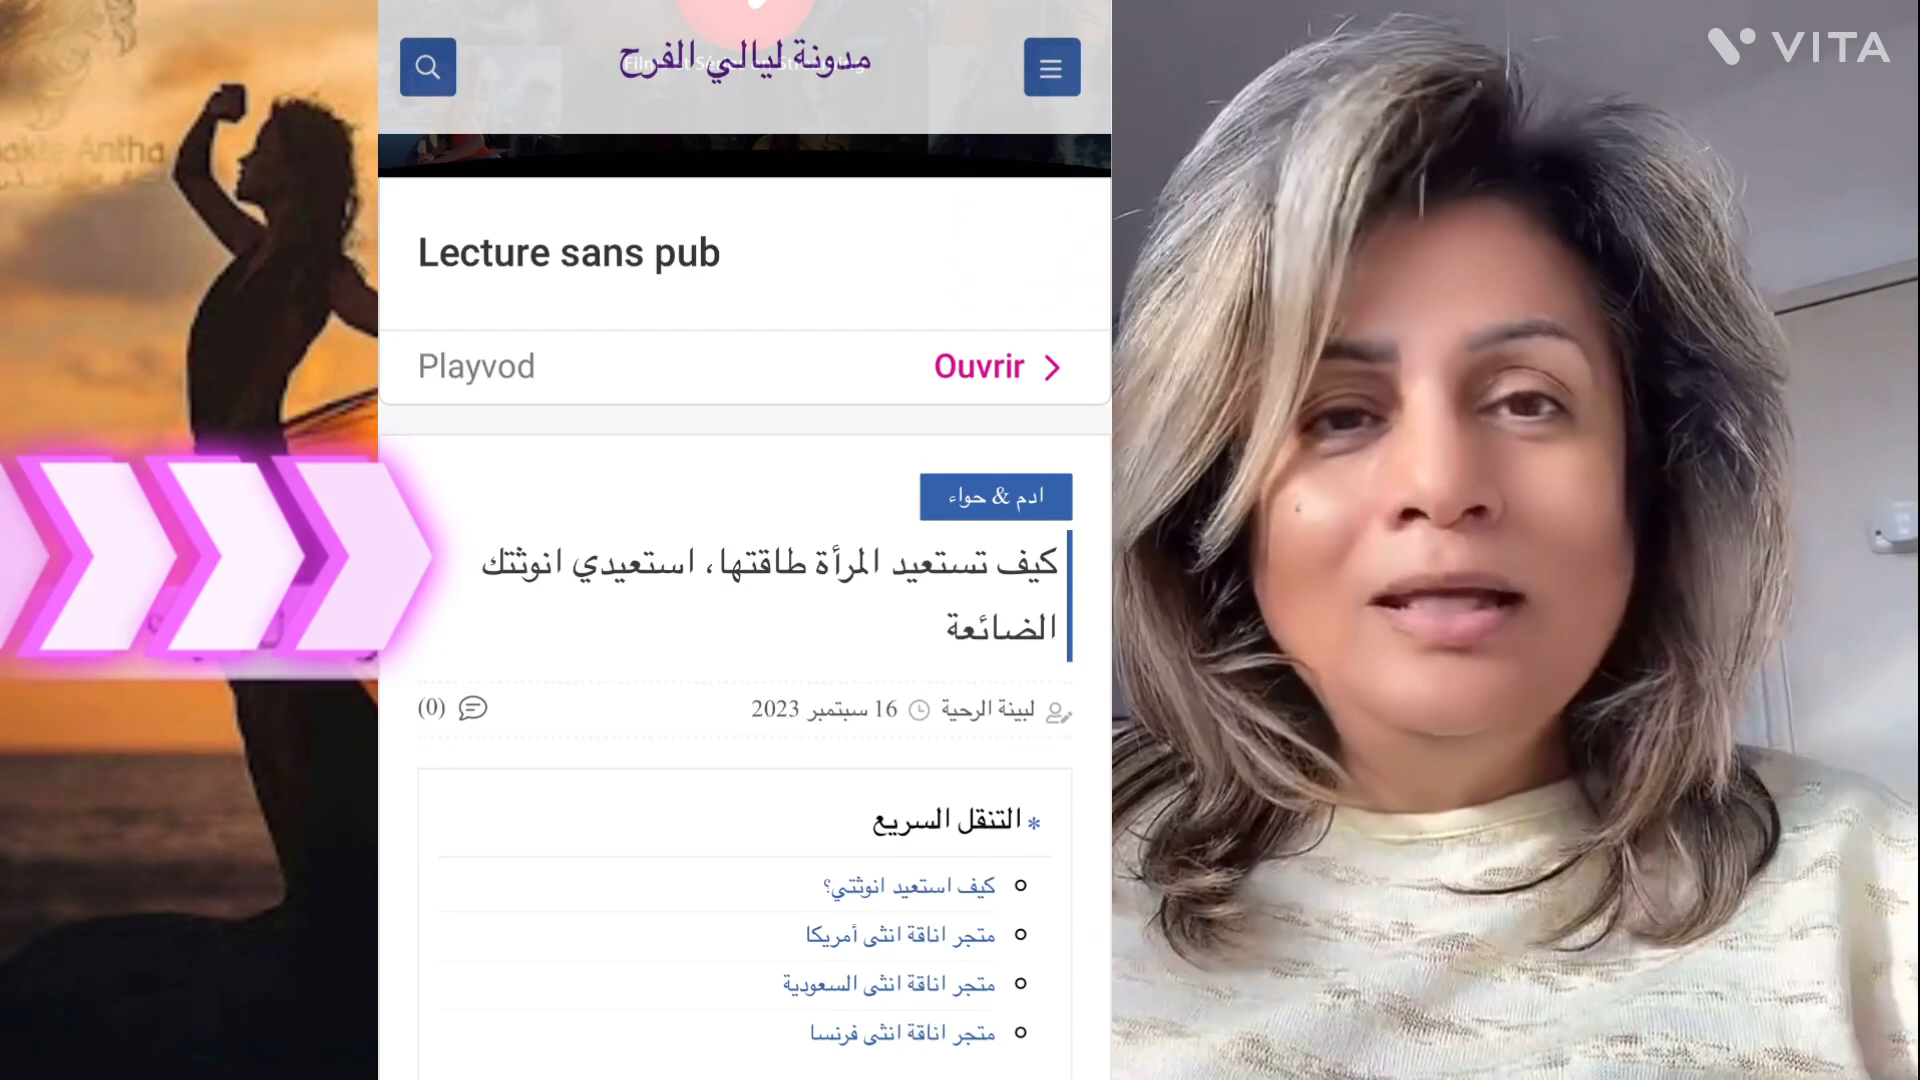 VITA
مدونة ليالي الفرح
Antha
Lecture sans pub
Playvod
Ouvrir
ادم & حواء
كيف تستعيد المرأة طاقتها، استعيدي انوثتك
الضائعة
لبينة الرحية 16 سبتمبر 2023 (0)
* التنقل السريع
كيف استعيد انوثتي؟
متجر اناقة انثى أمريكا
متجر اناقة انثى السعودية
متجر اناقة انثى فرنسا